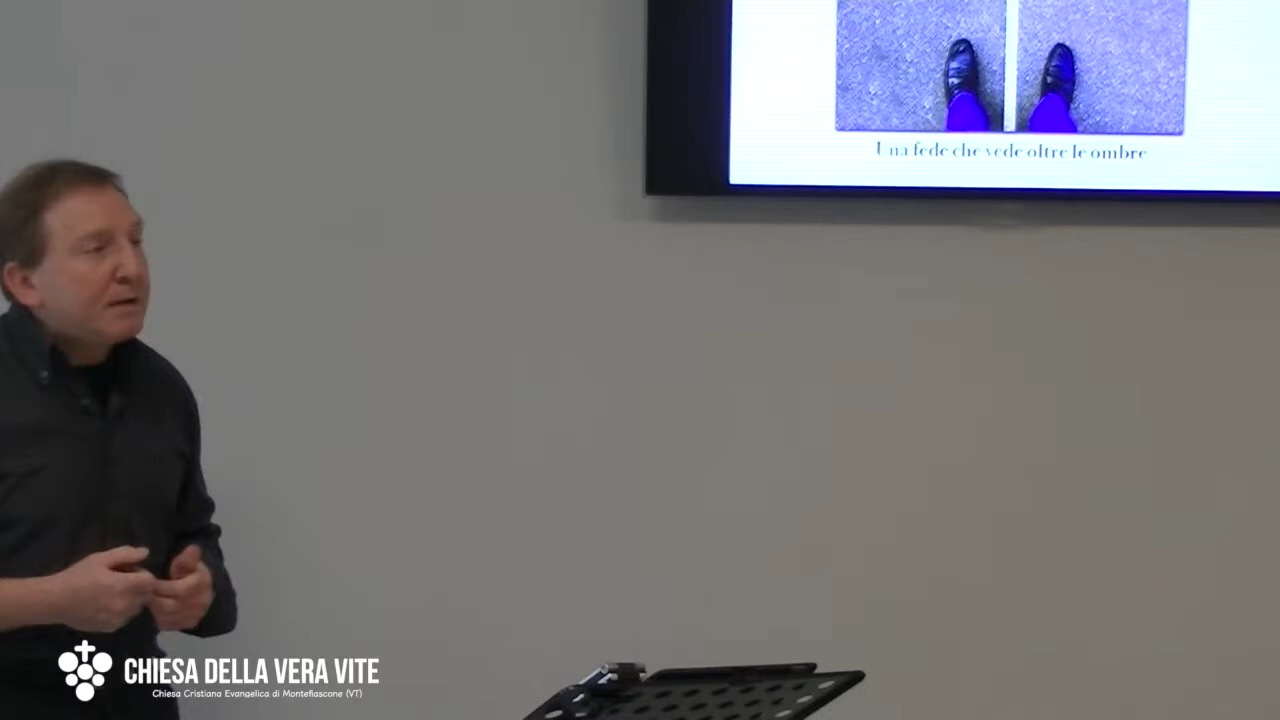 Una fede che vede oltre le ombre
CHIESA DELLA VERA VITE
Chiesa Cristiana Evangelica di Montefiascone (VT)